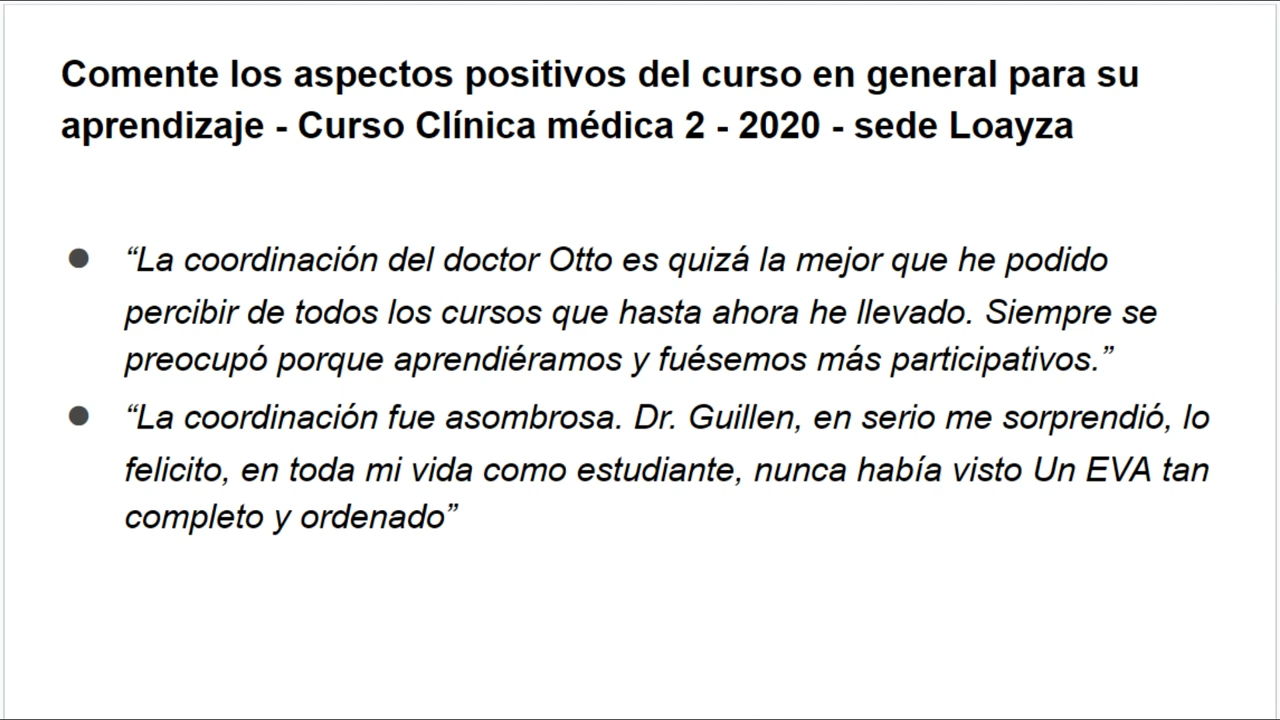 Comente los aspectos positivos del curso en general para su
aprendizaje - Curso Clínica médica 2 - 2020 - sede Loayza
● “La coordinación del doctor Otto es quizá la mejor que he podido
percibir de todos los cursos que hasta ahora he llevado. Siempre se
preocupó porque aprendiéramos y fuésemos más participativos.”
● “La coordinación fue asombrosa. Dr. Guillen, en serio me sorprendió, lo
felicito, en toda mi vida como estudiante, nunca había visto Un EVA tan
completo y ordenado”